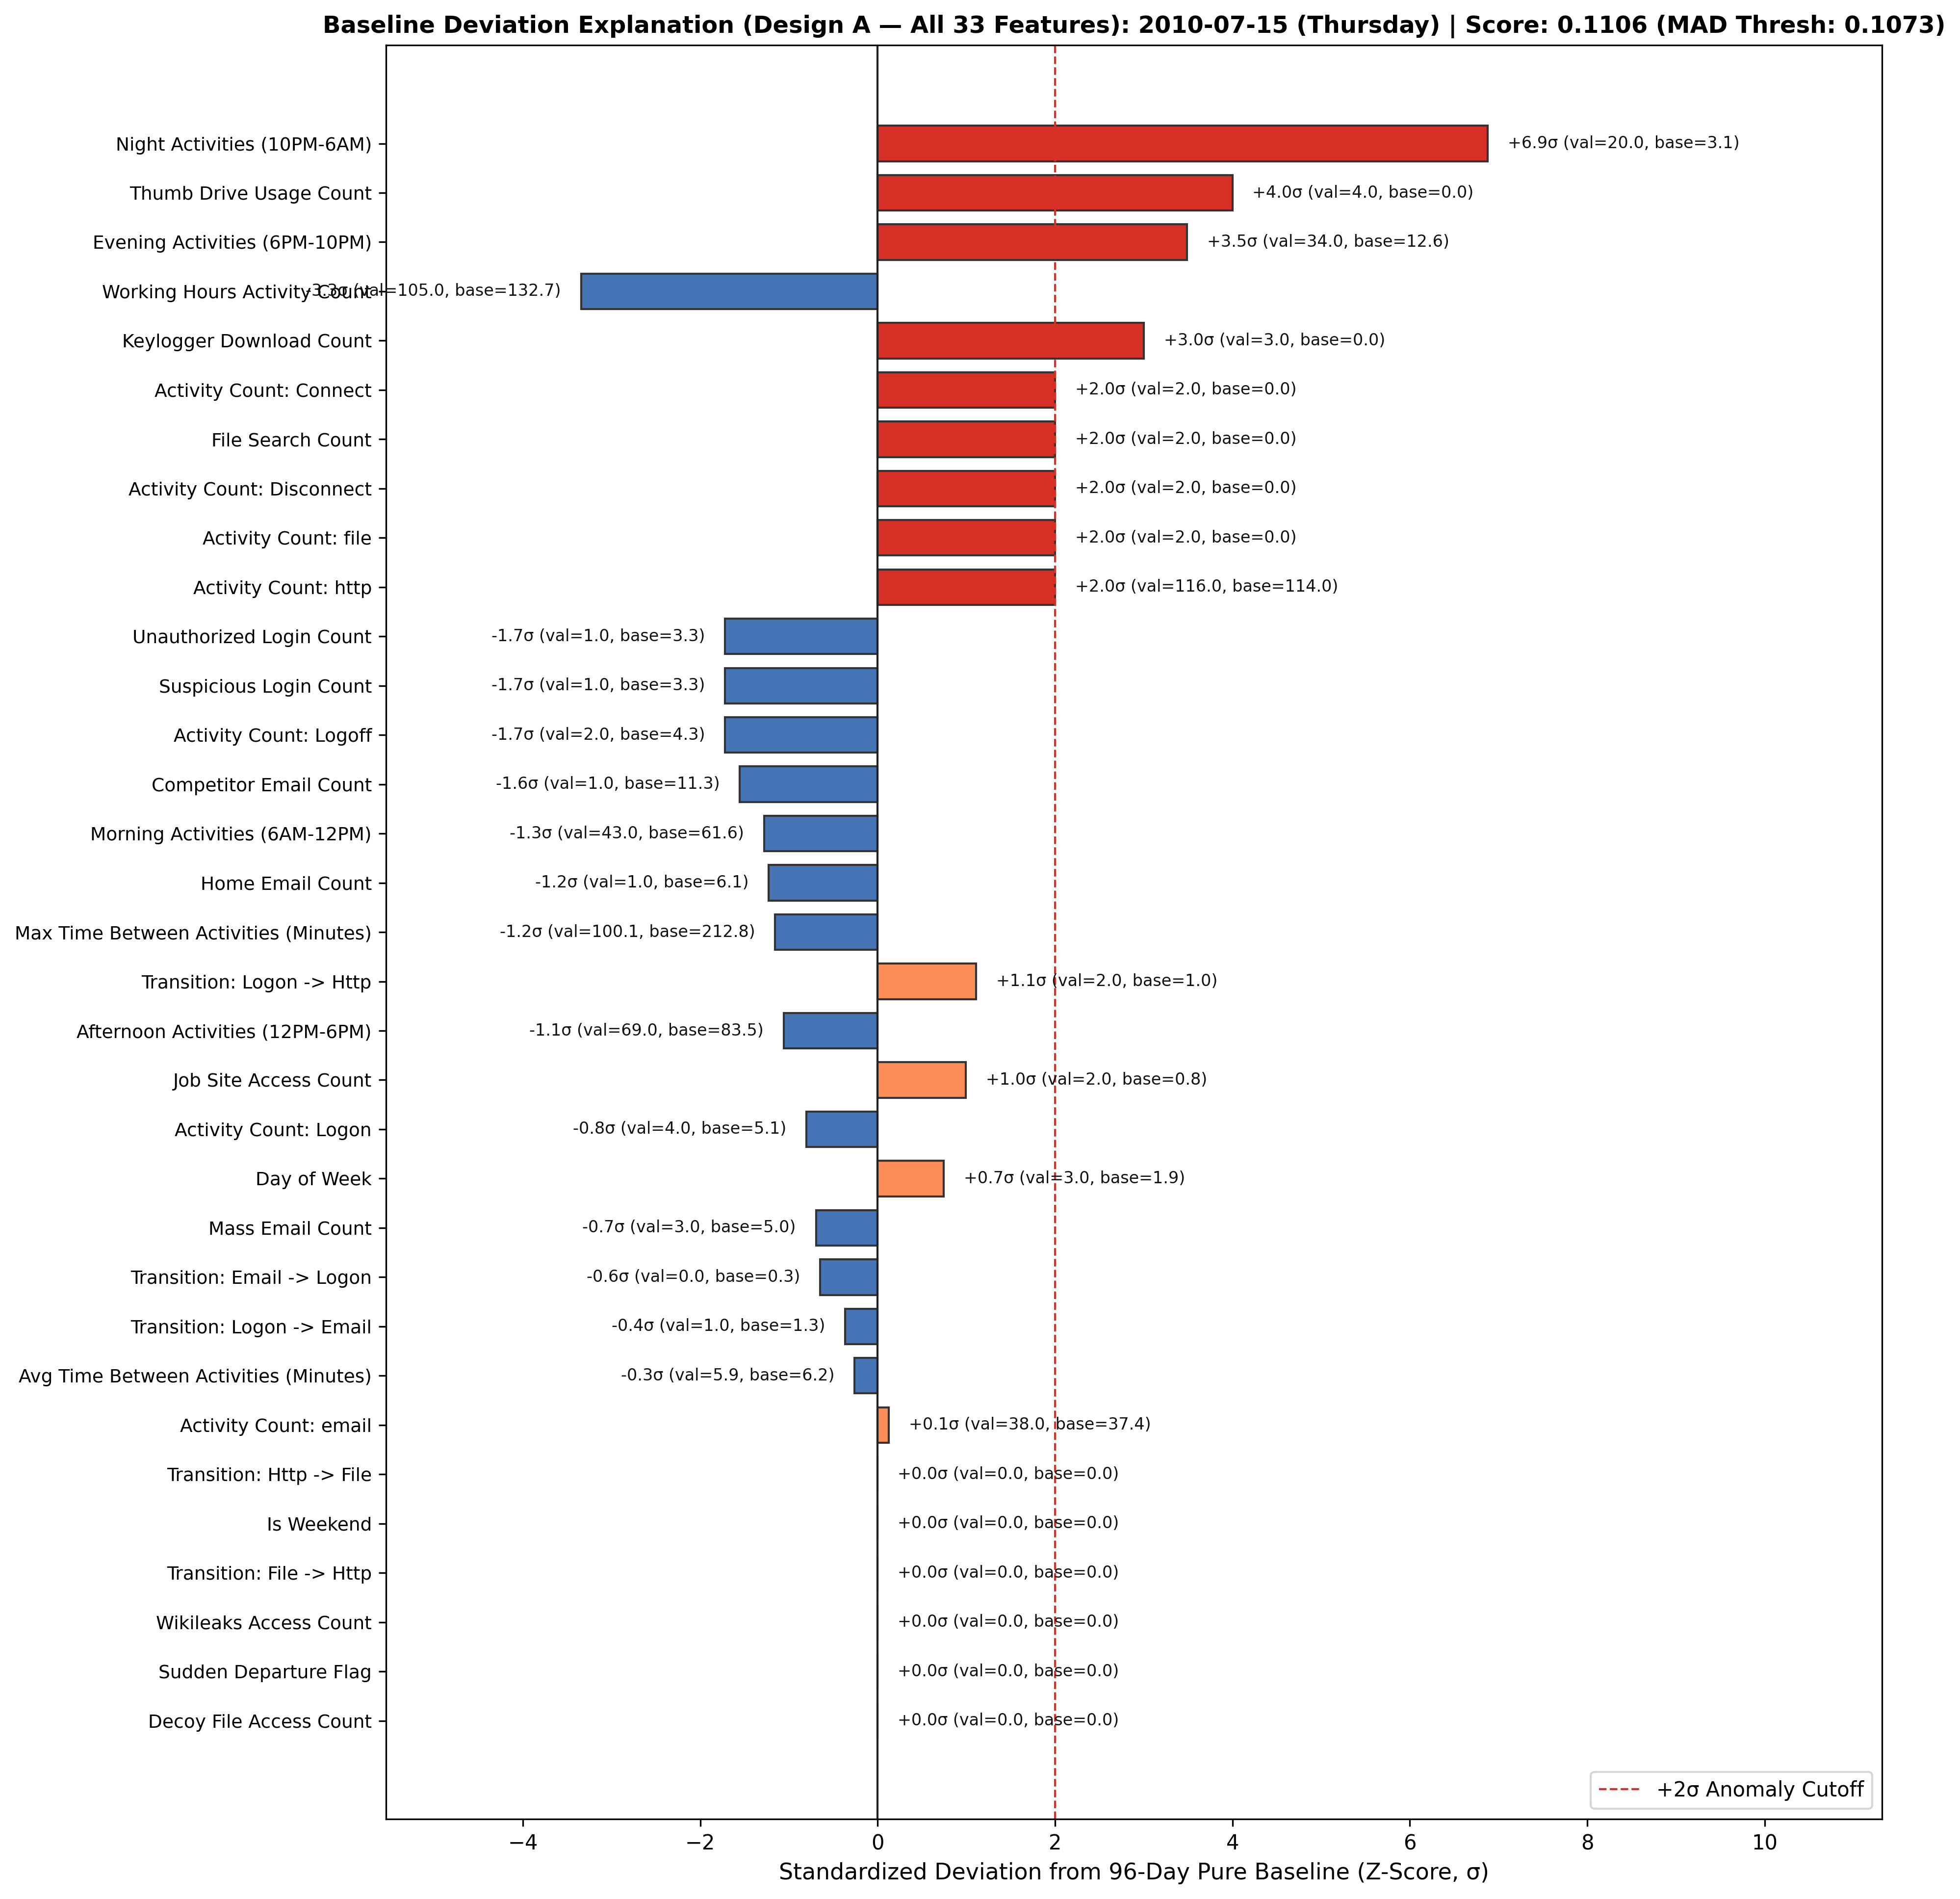 Baseline Deviation Explanation (Design A — All 33 Features): 2010-07-15 (Thursday) | Score: 0.1106 (MAD Thresh: 0.1073)
Night Activities (10PM-6AM) +6.9σ (val=20.0, base=3.1)
Thumb Drive Usage Count +4.0σ (val=4.0, base=0.0)
Evening Activities (6PM-10PM) +3.5σ (val=34.0, base=12.6)
Working Hours Activity Count -3.3σ (val=105.0, base=132.7)
Keylogger Download Count +3.0σ (val=3.0, base=0.0)
Activity Count: Connect +2.0σ (val=2.0, base=0.0)
File Search Count +2.0σ (val=2.0, base=0.0)
Activity Count: Disconnect +2.0σ (val=2.0, base=0.0)
Activity Count: file +2.0σ (val=2.0, base=0.0)
Activity Count: http +2.0σ (val=116.0, base=114.0)
Unauthorized Login Count -1.7σ (val=1.0, base=3.3)
Suspicious Login Count -1.7σ (val=1.0, base=3.3)
Activity Count: Logoff -1.7σ (val=2.0, base=4.3)
Competitor Email Count -1.6σ (val=1.0, base=11.3)
Morning Activities (6AM-12PM) -1.3σ (val=43.0, base=61.6)
Home Email Count -1.2σ (val=1.0, base=6.1)
Max Time Between Activities (Minutes) -1.2σ (val=100.1, base=212.8)
Transition: Logon -> Http +1.1σ (val=2.0, base=1.0)
Afternoon Activities (12PM-6PM) -1.1σ (val=69.0, base=83.5)
Job Site Access Count +1.0σ (val=2.0, base=0.8)
Activity Count: Logon -0.8σ (val=4.0, base=5.1)
Day of Week +0.7σ (val=3.0, base=1.9)
Mass Email Count -0.7σ (val=3.0, base=5.0)
Transition: Email -> Logon -0.6σ (val=0.0, base=0.3)
Transition: Logon -> Email -0.4σ (val=1.0, base=1.3)
Avg Time Between Activities (Minutes) -0.3σ (val=5.9, base=6.2)
Activity Count: email +0.1σ (val=38.0, base=37.4)
Transition: Http -> File +0.0σ (val=0.0, base=0.0)
Is Weekend +0.0σ (val=0.0, base=0.0)
Transition: File -> Http +0.0σ (val=0.0, base=0.0)
Wikileaks Access Count +0.0σ (val=0.0, base=0.0)
Sudden Departure Flag +0.0σ (val=0.0, base=0.0)
Decoy File Access Count +0.0σ (val=0.0, base=0.0)
+2σ Anomaly Cutoff
−4 −2 0 2 4 6 8 10
Standardized Deviation from 96-Day Pure Baseline (Z-Score, σ)